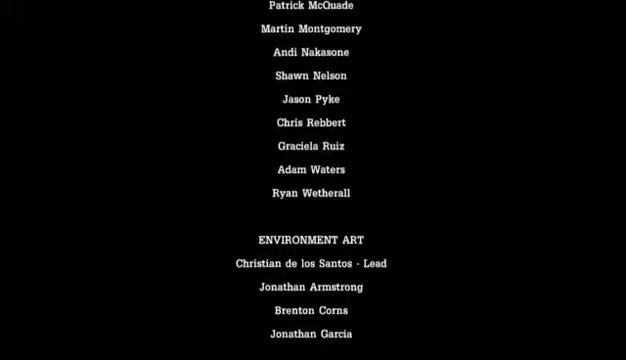 Patrick McQuade
Martin Montgomery
Andi Nakasone
Shawn Nelson
Jason Pyke
Chris Rebbert
Graciela Ruiz
Adam Waters
Ryan Wetherall
ENVIRONMENT ART
Christian de los Santos - Lead
Jonathan Armstrong
Brenton Corns
Jonathan García